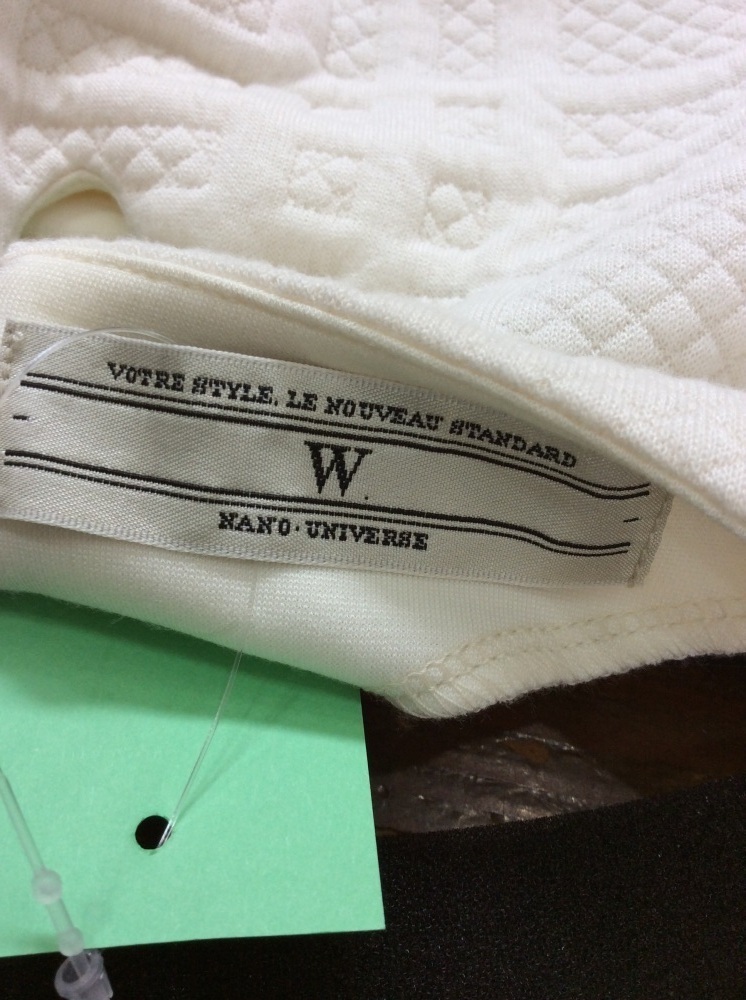 VOTRE STYLE. LE NOUVEAU STANDARD
W.
NANO·UNIVERSE